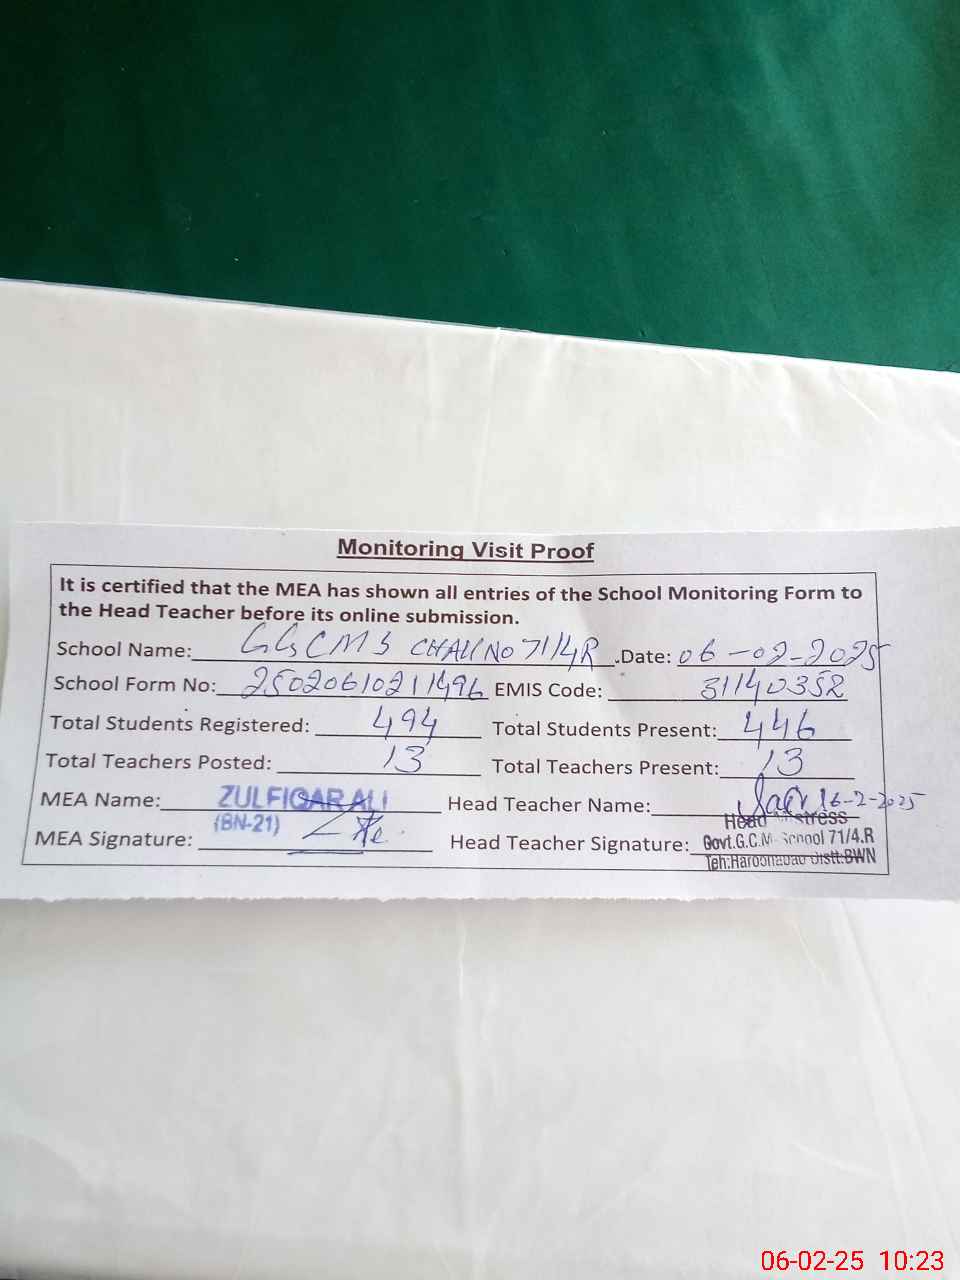 Monitoring Visit Proof
It is certified that the MEA has shown all entries of the School Monitoring Form to
the Head Teacher before its online submission.
School Name: GGCMS CHAK NO 71/4R .Date: 06-02-2025
School Form No: 25020610211496 EMIS Code: 31140352
Total Students Registered: 494 Total Students Present: 446
Total Teachers Posted: 13 Total Teachers Present: 13
MEA Name: ZULFIQAR ALI Head Teacher Name: 6-2-2025
(BN-21) Head Mistress
MEA Signature: Head Teacher Signature: Govt.G.C.M. School 71/4.R
Teh:Haroonabad Distt:BWN
06-02-25 10:23